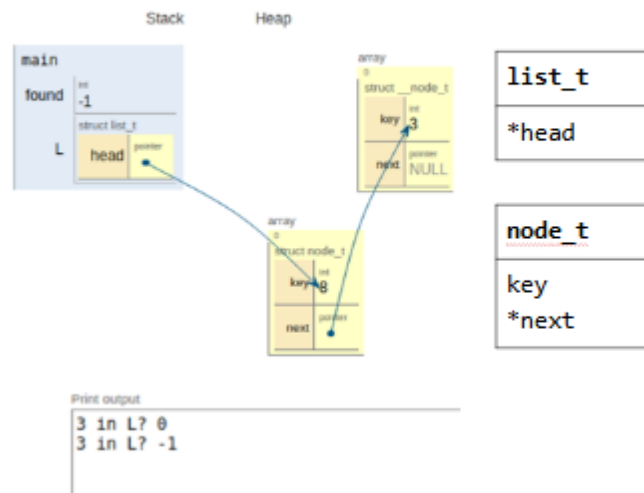 Stack Heap
main
found
int
-1
struct list_t
L
head
pointer
array
0
struct __node_t
key
int
3
next
pointer
NULL
array
0
struct node_t
key
int
8
next
pointer
list_t
*head
node_t
key
*next
Print output
3 in L? 0
3 in L? -1